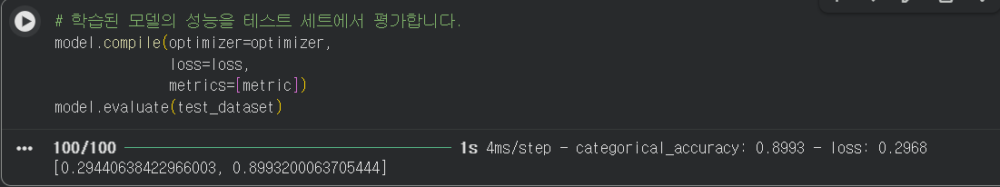 # 학습된 모델의 성능을 테스트 세트에서 평가합니다.
model.compile(optimizer=optimizer,
              loss=loss,
              metrics=[metric])
model.evaluate(test_dataset)
100/100 1s 4ms/step - categorical_accuracy: 0.8993 - loss: 0.2968
[0.29440638422966003, 0.8993200063705444]